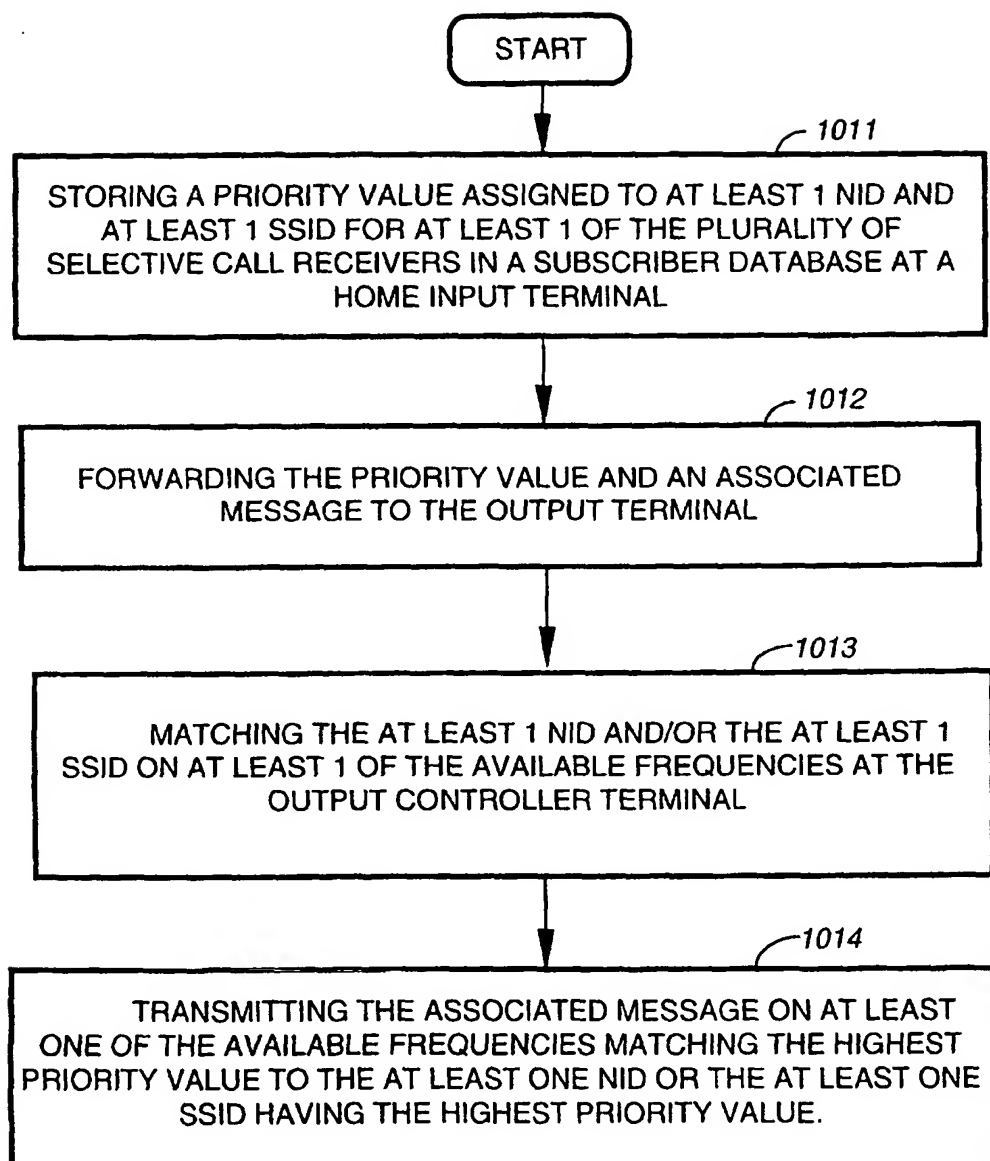 START
1011
STORING A PRIORITY VALUE ASSIGNED TO AT LEAST 1 NID AND
AT LEAST 1 SSID FOR AT LEAST 1 OF THE PLURALITY OF
SELECTIVE CALL RECEIVERS IN A SUBSCRIBER DATABASE AT A
HOME INPUT TERMINAL
1012
FORWARDING THE PRIORITY VALUE AND AN ASSOCIATED
MESSAGE TO THE OUTPUT TERMINAL
1013
MATCHING THE AT LEAST 1 NID AND/OR THE AT LEAST 1
SSID ON AT LEAST 1 OF THE AVAILABLE FREQUENCIES AT THE
OUTPUT CONTROLLER TERMINAL
1014
TRANSMITTING THE ASSOCIATED MESSAGE ON AT LEAST
ONE OF THE AVAILABLE FREQUENCIES MATCHING THE HIGHEST
PRIORITY VALUE TO THE AT LEAST ONE NID OR THE AT LEAST ONE
SSID HAVING THE HIGHEST PRIORITY VALUE.